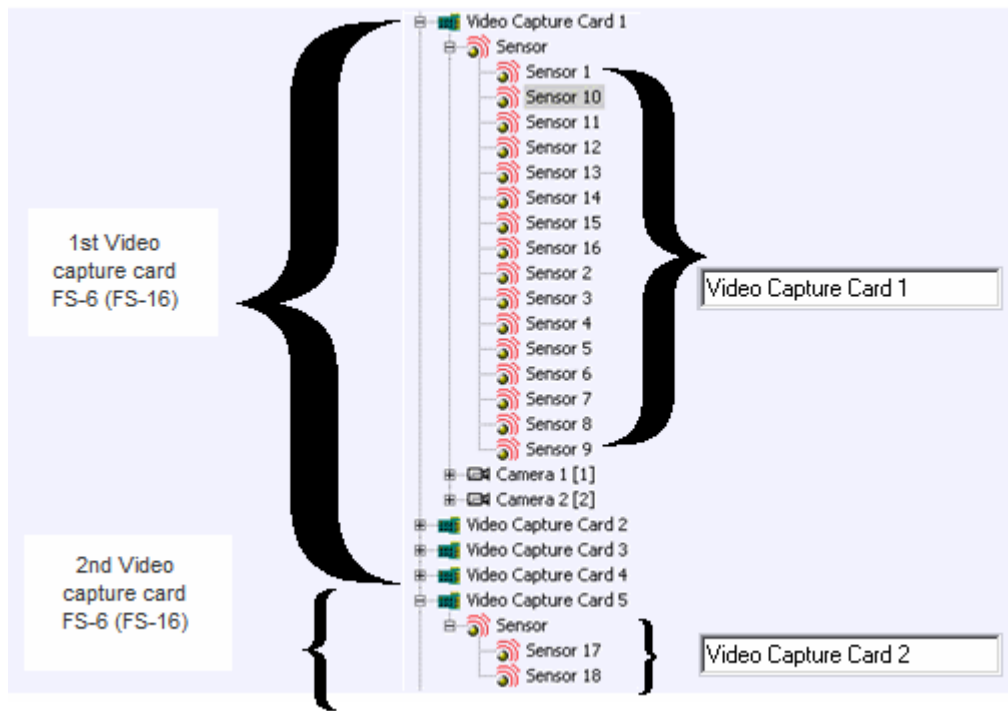 1st Video
capture card
FS-6 (FS-16)
2nd Video
capture card
FS-6 (FS-16)
Video Capture Card 1
Sensor
Sensor 1
Sensor 10
Sensor 11
Sensor 12
Sensor 13
Sensor 14
Sensor 15
Sensor 16
Sensor 2
Sensor 3
Sensor 4
Sensor 5
Sensor 6
Sensor 7
Sensor 8
Sensor 9
Camera 1 [1]
Camera 2 [2]
Video Capture Card 2
Video Capture Card 3
Video Capture Card 4
Video Capture Card 5
Sensor
Sensor 17
Sensor 18
Video Capture Card 1
Video Capture Card 2